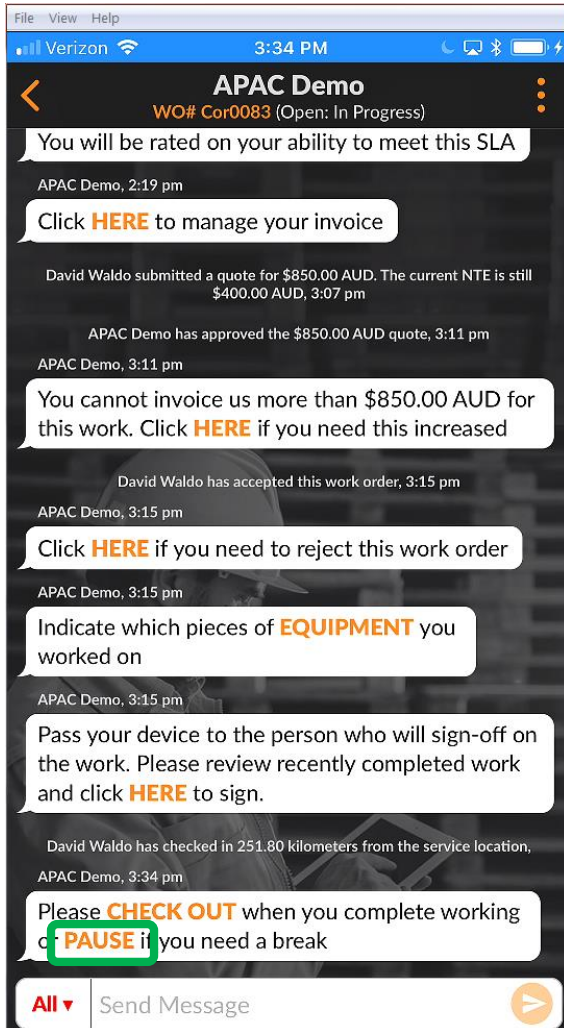 File View Help
Verizon 3:34 PM
APAC Demo
WO# Cor0083 (Open: In Progress)
You will be rated on your ability to meet this SLA
APAC Demo, 2:19 pm
Click HERE to manage your invoice
David Waldo submitted a quote for $850.00 AUD. The current NTE is still
$400.00 AUD, 3:07 pm
APAC Demo has approved the $850.00 AUD quote, 3:11 pm
APAC Demo, 3:11 pm
You cannot invoice us more than $850.00 AUD for
this work. Click HERE if you need this increased
David Waldo has accepted this work order, 3:15 pm
APAC Demo, 3:15 pm
Click HERE if you need to reject this work order
APAC Demo, 3:15 pm
Indicate which pieces of EQUIPMENT you
worked on
APAC Demo, 3:15 pm
Pass your device to the person who will sign-off on
the work. Please review recently completed work
and click HERE to sign.
David Waldo has checked in 251.80 kilometers from the service location,
APAC Demo, 3:34 pm
Please CHECK OUT when you complete working
or PAUSE if you need a break
All ▾ Send Message